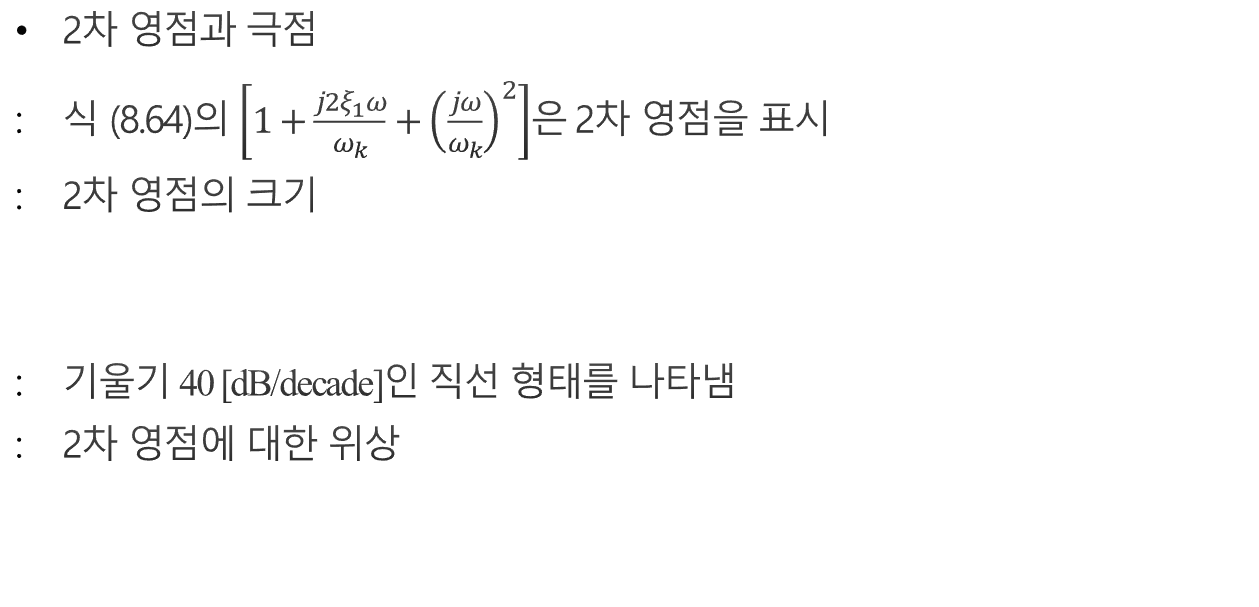 • 2차 영점과 극점
: 식 (8.64)의 [1 + j2ξ₁ω/ωₖ + (jω/ωₖ)²]은 2차 영점을 표시
: 2차 영점의 크기
: 기울기 40 [dB/decade]인 직선 형태를 나타냄
: 2차 영점에 대한 위상